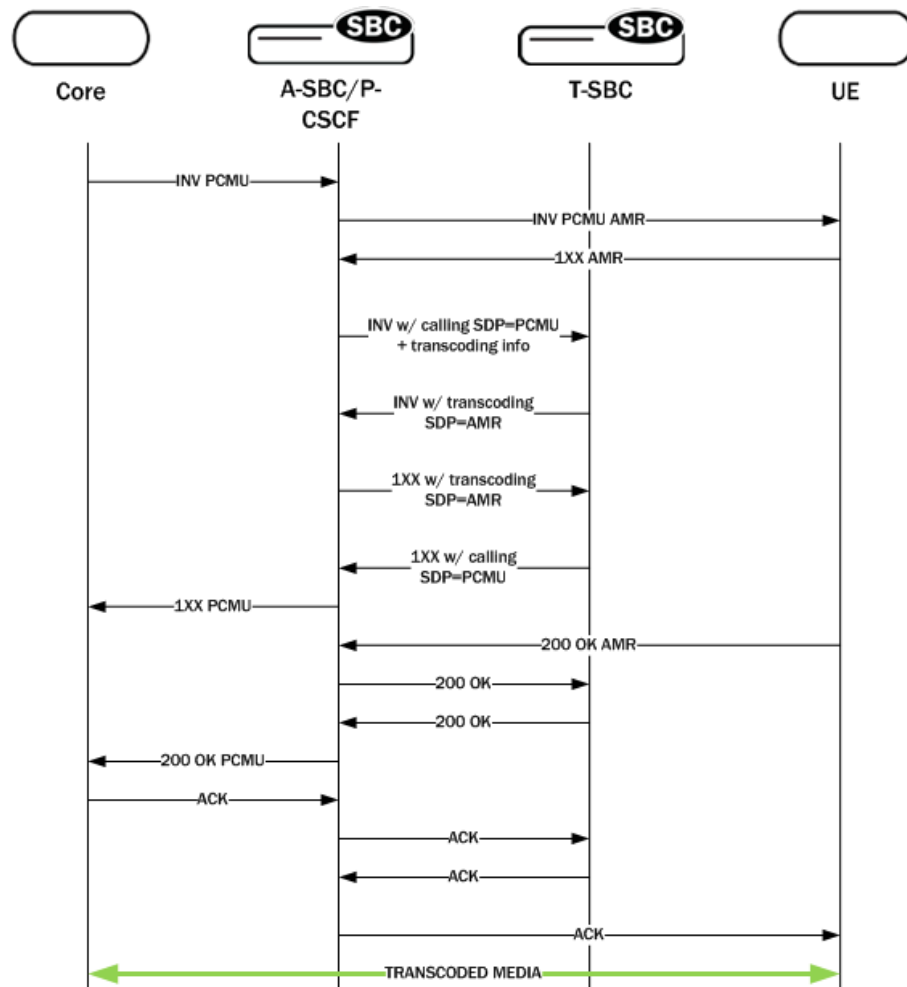 SBC
SBC
Core
A-SBC/P-
CSCF
T-SBC
UE
INV PCMU
INV PCMU AMR
1XX AMR
INV w/ calling SDP=PCMU
+ transcoding info
INV w/ transcoding
SDP=AMR
1XX w/ transcoding
SDP=AMR
1XX w/ calling
SDP=PCMU
1XX PCMU
200 OK AMR
200 OK
200 OK
200 OK PCMU
ACK
ACK
ACK
ACK
TRANSCODED MEDIA